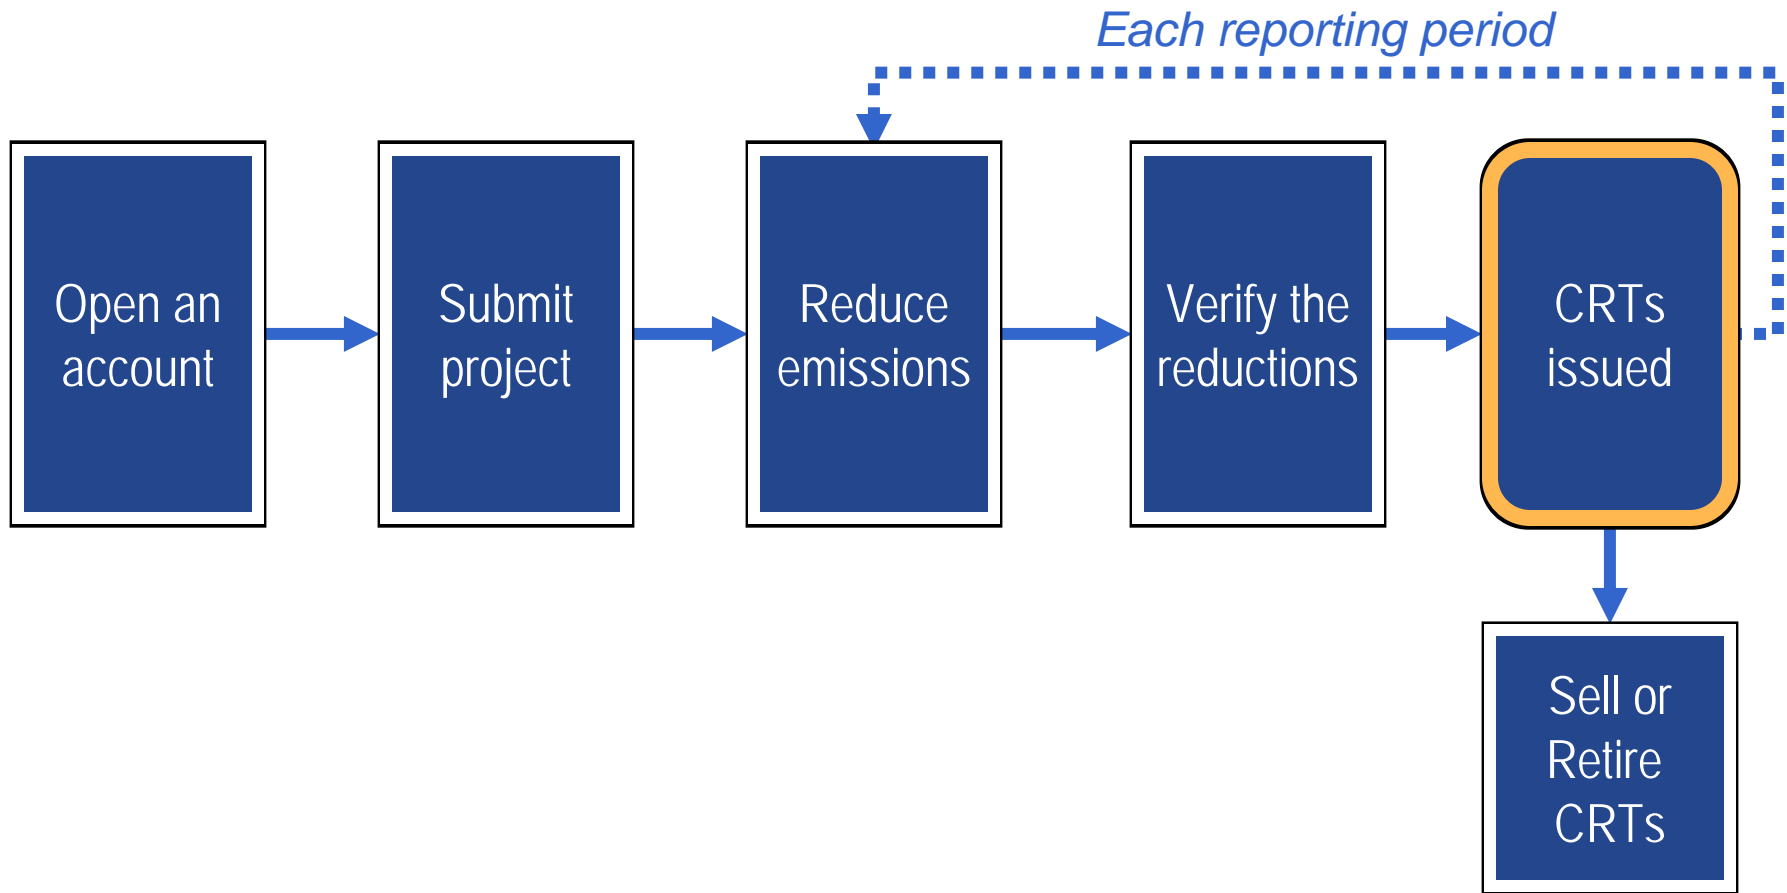 Each reporting period
Open an
account
Submit
project
Reduce
emissions
Verify the
reductions
CRTs
issued
Sell or
Retire
CRTs